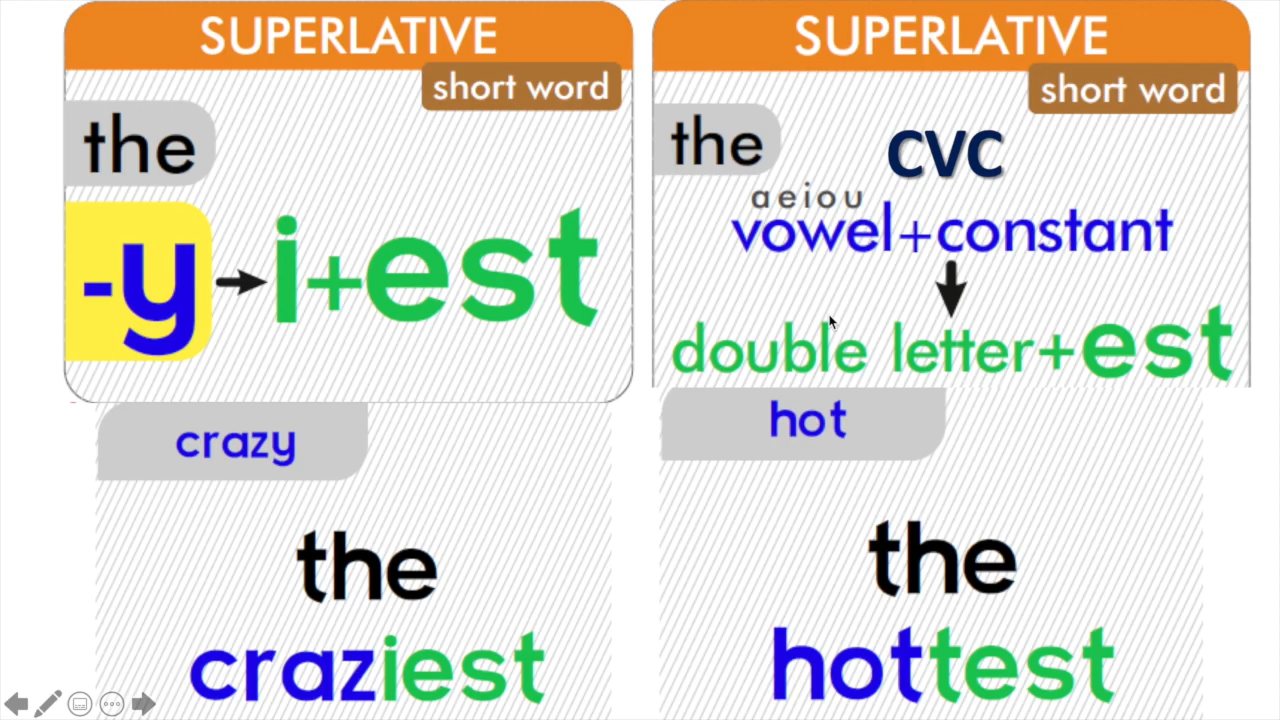 SUPERLATIVE
short word
the
-y → i+est
crazy
the
craziest
SUPERLATIVE
short word
the
CVC
a e i o u
vowel+constant
double letter+est
hot
the
hottest